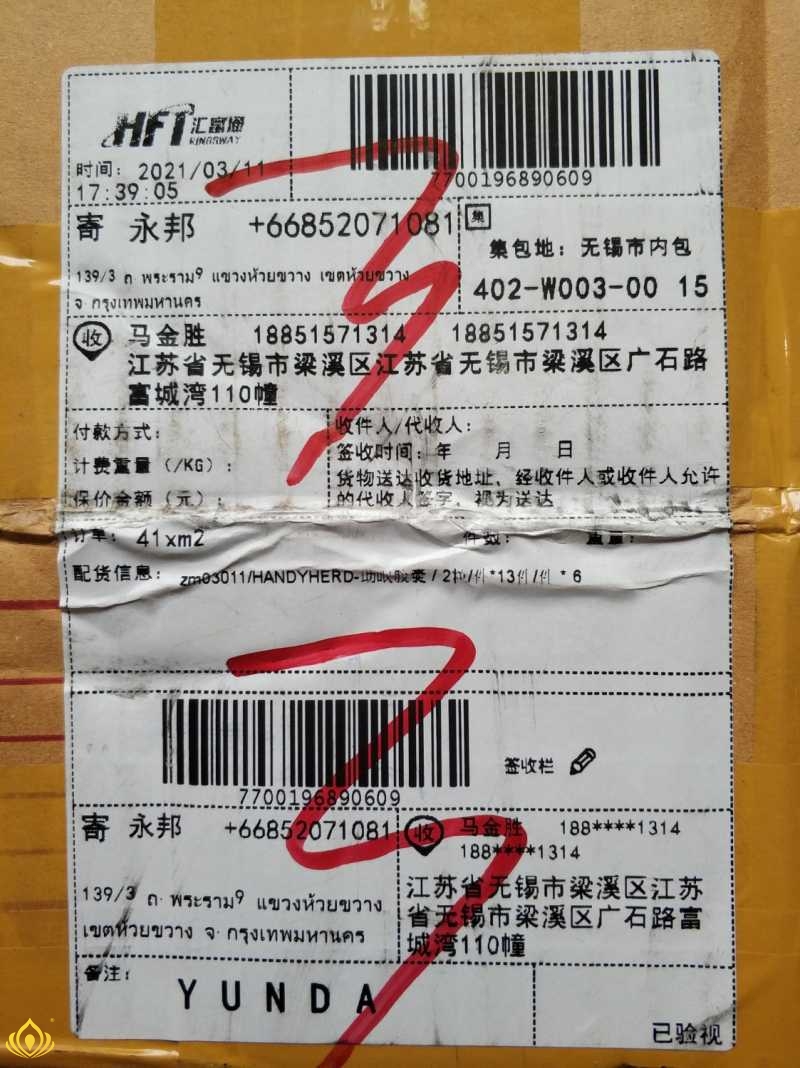 HFT 汇富通
KINGSWAY
时间: 2021/03/11
17:39:05
7700196890609
寄 永邦 +66852071081
139/3 ถ พระราม9 แขวงห้วยขวาง เขตห้วยขวาง
จ กรุงเทพมหานคร
集
集包地: 无锡市内包
402-W003-00 15
收 马金胜 18851571314 18851571314
江苏省无锡市梁溪区江苏省无锡市梁溪区广石路
富城湾110幢
付款方式:
计费重量（/KG）:
保价金额（元）:
收件人/代收人:
签收时间: 年 月 日
货物送达收货地址，经收件人或收件人允许
的代收人签字，视为送达
订单: 41xm2 件数: 重量:
配货信息: zm03011/HANDYHERD- / *13 / * 6
7700196890609
签收栏
寄 永邦 +66852071081
139/3 ถ. พระราม9 แขวงห้วยขวาง
เขตห้วยขวาง จ. กรุงเทพมหานคร
收 马金胜 188****1314
188****1314
江苏省无锡市梁溪区江苏
省无锡市梁溪区广石路富
城湾110幢
备注:
YUNDA
已验视